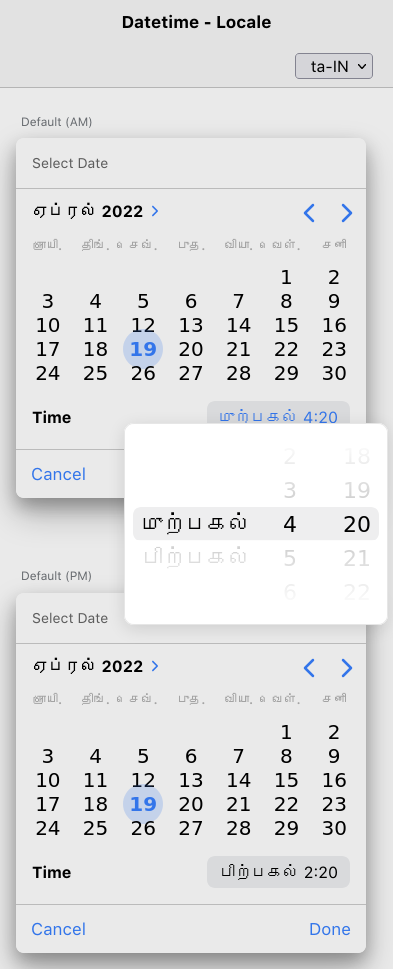 Datetime - Locale
ta-IN
Default (AM)
Select Date
ஏப்ரல் 2022
ஞாயி. திங். செவ். புத. வியா. வெள். சனி
1 2
3 4 5 6 7 8 9
10 11 12 13 14 15 16
17 18 19 20 21 22 23
24 25 26 27 28 29 30
Time முற்பகல் 4:20
Cancel
2 18
3 19
முற்பகல் 4 20
பிற்பகல் 5 21
6 22
Default (PM)
Select Date
ஏப்ரல் 2022
ஞாயி. திங். செவ். புத. வியா. வெள். சனி
1 2
3 4 5 6 7 8 9
10 11 12 13 14 15 16
17 18 19 20 21 22 23
24 25 26 27 28 29 30
Time பிற்பகல் 2:20
Cancel Done